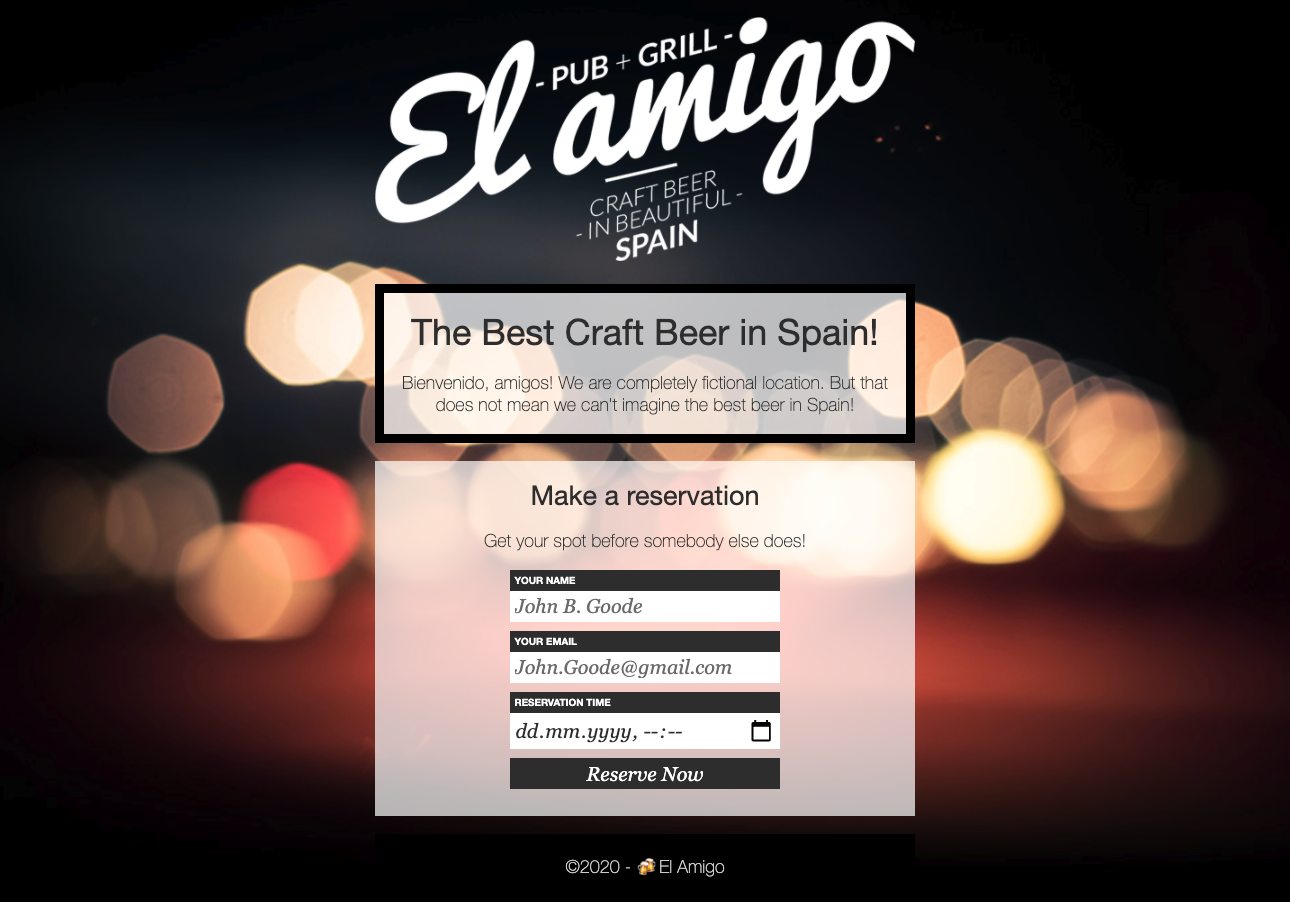 - PUB + GRILL -
El amigo
CRAFT BEER
- IN BEAUTIFUL -
SPAIN
The Best Craft Beer in Spain!
Bienvenido, amigos! We are completely fictional location. But that
does not mean we can't imagine the best beer in Spain!
Make a reservation
Get your spot before somebody else does!
YOUR NAME
John B. Goode
YOUR EMAIL
John.Goode@gmail.com
RESERVATION TIME
dd.mm.yyyy, --:--
Reserve Now
©2020 - 🍻 El Amigo